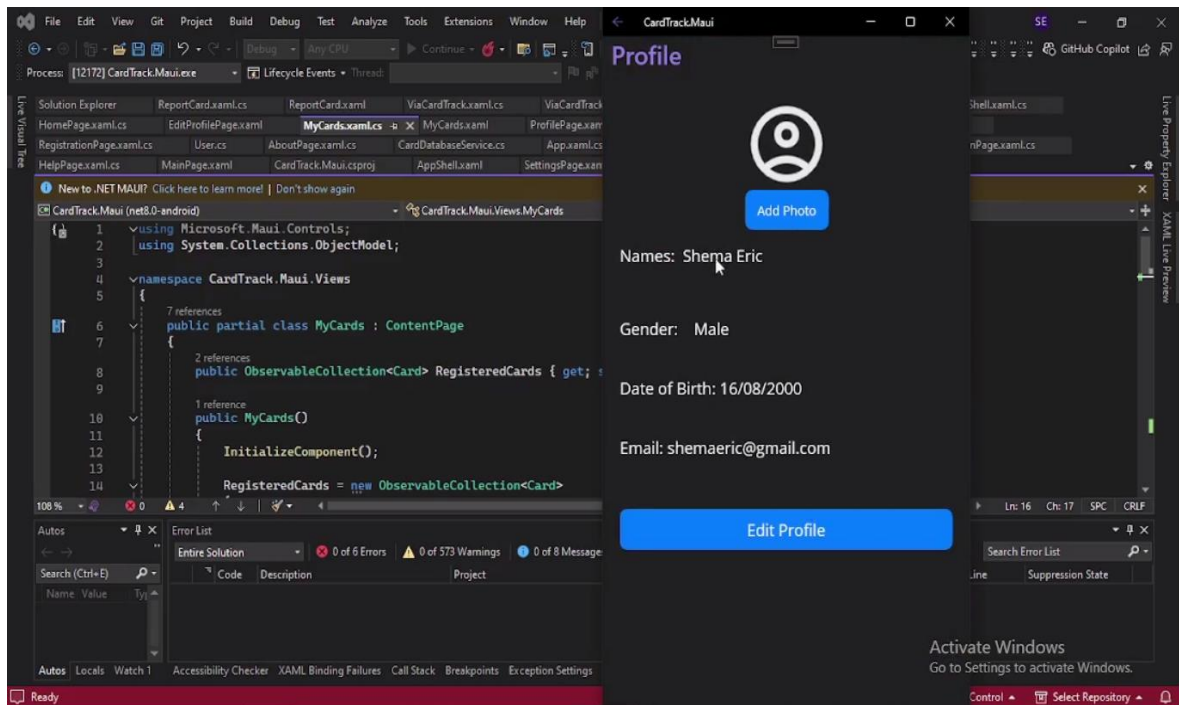 File Edit View Git Project Build Debug Test Analyze Tools Extensions Window Help
SE
Debug Any CPU Continue
GitHub Copilot
Process: [12172] CardTrack.Maui.exe Lifecycle Events Thread:
Solution Explorer ReportCard.xaml.cs ReportCard.xaml ViaCardTrack.xaml.cs ViaCardTrack
Shell.xaml.cs
HomePage.xaml.cs EditProfilePage.xaml MyCards.xaml.cs MyCards.xaml ProfilePage.xam
RegistrationPage.xaml.cs User.cs AboutPage.xaml.cs CardDatabaseService.cs App.xaml.cs
nPage.xaml.cs
HelpPage.xaml.cs MainPage.xaml CardTrack.Maui.csproj AppShell.xaml SettingsPage.xam
New to .NET MAUI? Click here to learn more! | Don't show again
CardTrack.Maui (net8.0-android) CardTrack.Maui.Views.MyCards
1 using Microsoft.Maui.Controls;
2 using System.Collections.ObjectModel;
3
4 namespace CardTrack.Maui.Views
5 {
7 references
6 public partial class MyCards : ContentPage
7 {
2 references
8 public ObservableCollection<Card> RegisteredCards { get; s
9
1 reference
10 public MyCards()
11 {
12 InitializeComponent();
13
14 RegisteredCards = new ObservableCollection<Card>
108 % 0 4
Ln: 16 Ch: 17 SPC CRLF
Autos
Error List
Entire Solution 0 of 6 Errors 0 of 573 Warnings 0 of 8 Message
Search Error List
Search (Ctrl+E)
Code Description Project
Line Suppression State
Name Value Typ
Autos Locals Watch 1
Accessibility Checker XAML Binding Failures Call Stack Breakpoints Exception Settings
Ready
Control Select Repository
Live Visual Tree
Live Property Explorer
XAML Live Preview
CardTrack.Maui
Profile
Add Photo
Names: Shema Eric
Gender: Male
Date of Birth: 16/08/2000
Email: shemaeric@gmail.com
Edit Profile
Activate Windows
Go to Settings to activate Windows.